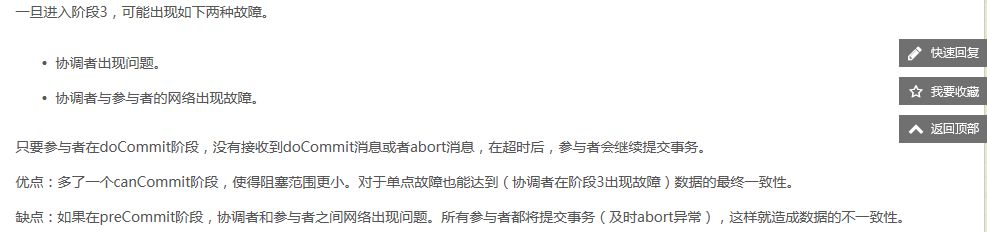 一旦进入阶段3，可能出现如下两种故障。
• 协调者出现问题。
快速回复
• 协调者与参与者的网络出现故障。
我要收藏
返回顶部
只要参与者在doCommit阶段，没有接收到doCommit消息或者abort消息，在超时后，参与者会继续提交事务。
优点：多了一个canCommit阶段，使得阻塞范围更小。对于单点故障也能达到（协调者在阶段3出现故障）数据的最终一致性。
缺点：如果在preCommit阶段，协调者和参与者之间网络出现问题。所有参与者都将提交事务（及时abort异常），这样就造成数据的不一致性。